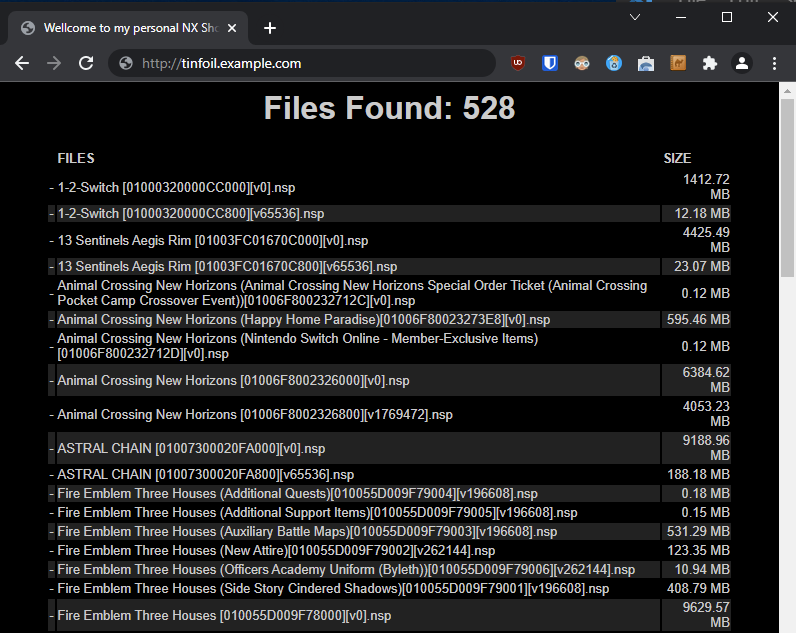 Wellcome to my personal NX Sho
http://tinfoil.example.com
Files Found: 528
FILES SIZE
- 1-2-Switch [01000320000CC000][v0].nsp 1412.72
MB
- 1-2-Switch [01000320000CC800][v65536].nsp 12.18 MB
- 13 Sentinels Aegis Rim [01003FC01670C000][v0].nsp 4425.49
MB
- 13 Sentinels Aegis Rim [01003FC01670C800][v65536].nsp 23.07 MB
- Animal Crossing New Horizons (Animal Crossing New Horizons Special Order Ticket (Animal Crossing
Pocket Camp Crossover Event))[01006F800232712C][v0].nsp 0.12 MB
- Animal Crossing New Horizons (Happy Home Paradise)[01006F80023273E8][v0].nsp 595.46 MB
- Animal Crossing New Horizons (Nintendo Switch Online - Member-Exclusive Items)
[01006F800232712D][v0].nsp 0.12 MB
- Animal Crossing New Horizons [01006F8002326000][v0].nsp 6384.62
MB
- Animal Crossing New Horizons [01006F8002326800][v1769472].nsp 4053.23
MB
- ASTRAL CHAIN [01007300020FA000][v0].nsp 9188.96
MB
- ASTRAL CHAIN [01007300020FA800][v65536].nsp 188.18 MB
- Fire Emblem Three Houses (Additional Quests)[010055D009F79004][v196608].nsp 0.18 MB
- Fire Emblem Three Houses (Additional Support Items)[010055D009F79005][v196608].nsp 0.15 MB
- Fire Emblem Three Houses (Auxiliary Battle Maps)[010055D009F79003][v196608].nsp 531.29 MB
- Fire Emblem Three Houses (New Attire)[010055D009F79002][v262144].nsp 123.35 MB
- Fire Emblem Three Houses (Officers Academy Uniform (Byleth))[010055D009F79006][v262144].nsp 10.94 MB
- Fire Emblem Three Houses (Side Story Cindered Shadows)[010055D009F79001][v196608].nsp 408.79 MB
- Fire Emblem Three Houses [010055D009F78000][v0].nsp 9629.57
MB